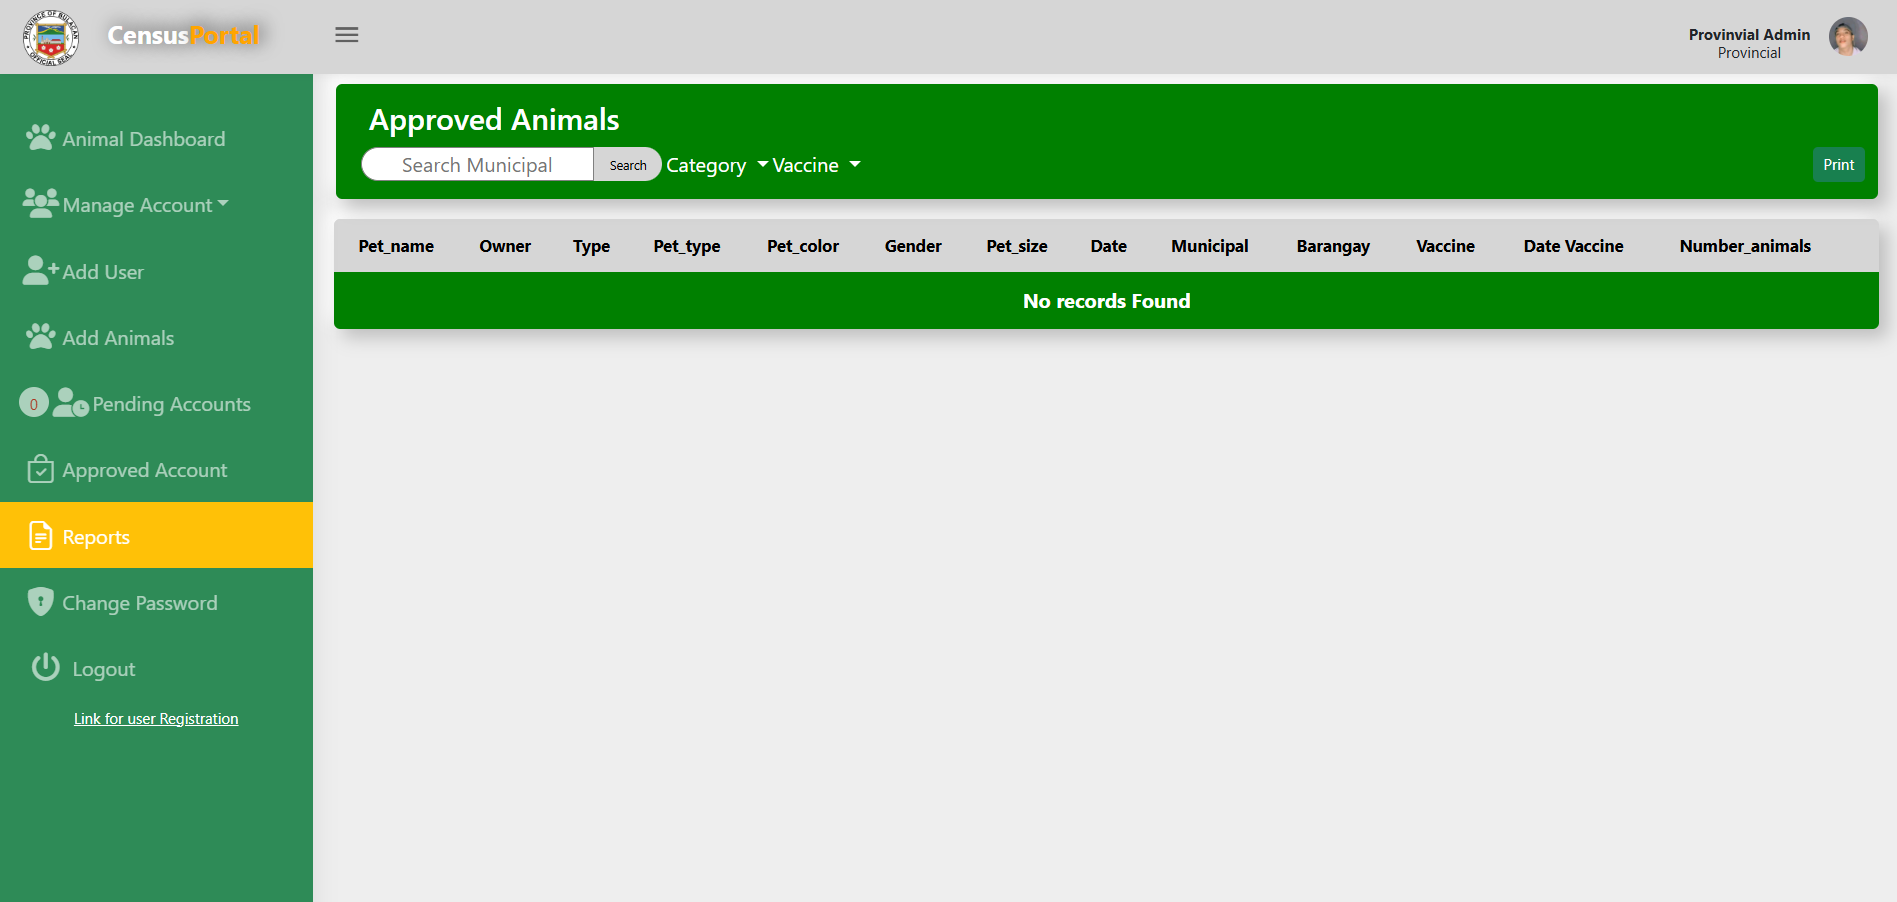 PROVINCE OF BULACAN
OFFICIAL SEAL
CensusPortal
Provinvial Admin
Provincial
Animal Dashboard
Manage Account
Add User
Add Animals
0 Pending Accounts
Approved Account
Reports
Change Password
Logout
Link for user Registration
Approved Animals
Search Municipal Search Category Vaccine Print
Pet_name Owner Type Pet_type Pet_color Gender Pet_size Date Municipal Barangay Vaccine Date Vaccine Number_animals
No records Found